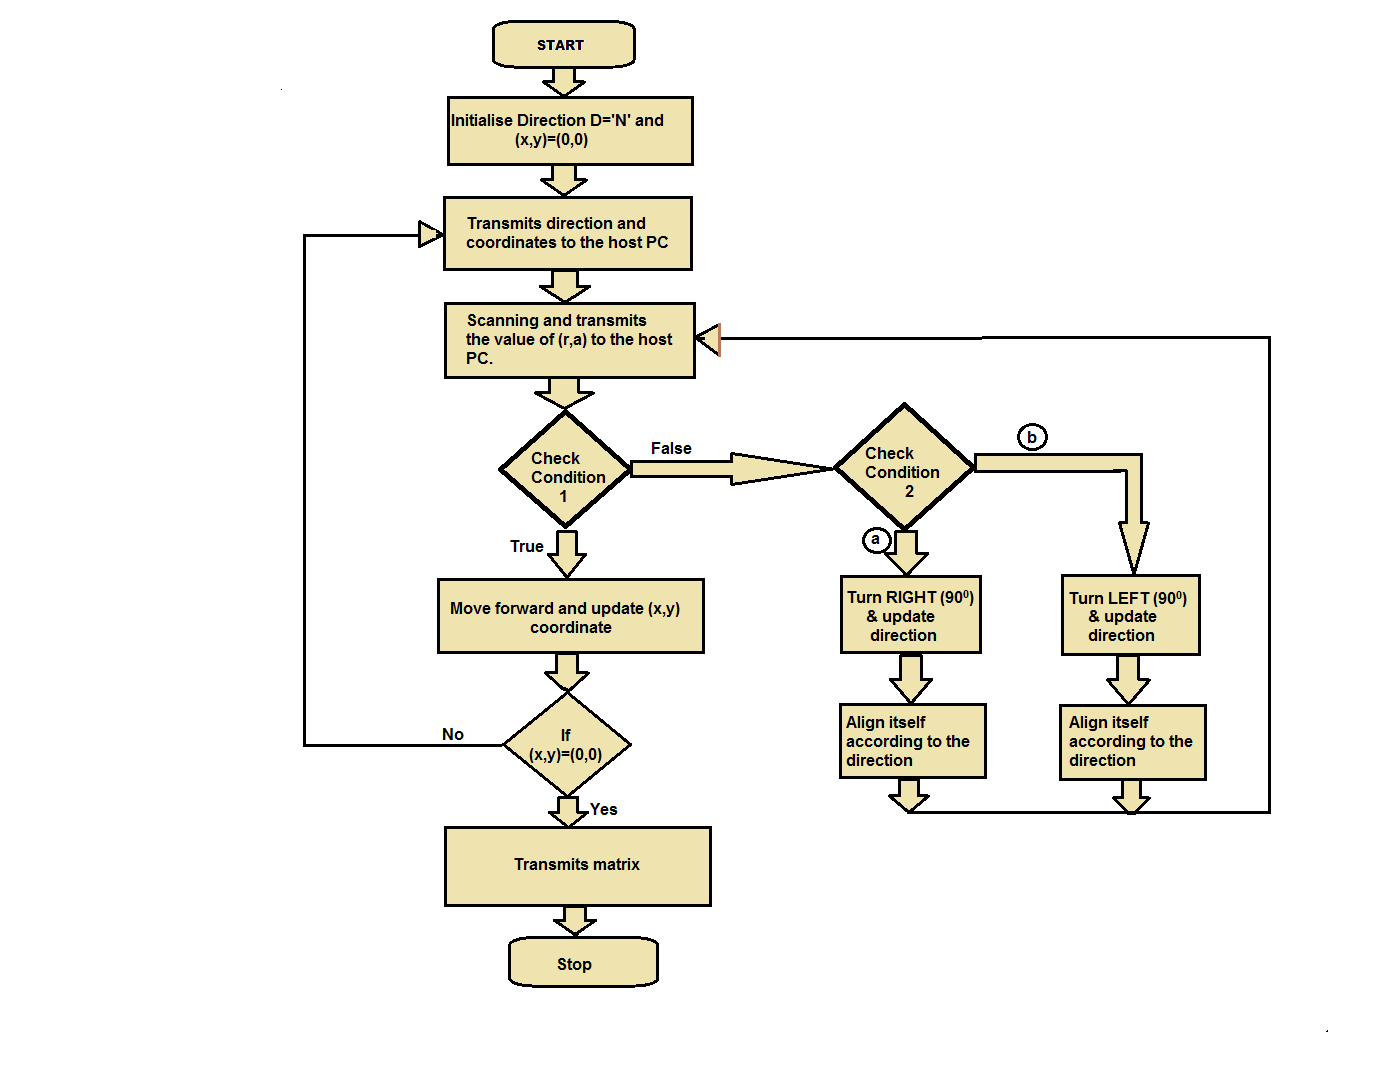 START
Initialise Direction D='N' and
(x,y)=(0,0)
Transmits direction and
coordinates to the host PC
Scanning and transmits
the value of (r,a) to the host
PC.
Check
Condition
1
False
Check
Condition
2
b
True
a
Move forward and update (x,y)
coordinate
Turn RIGHT (90⁰)
& update
direction
Turn LEFT (90⁰)
& update
direction
Align itself
according to the
direction
Align itself
according to the
direction
No
If
(x,y)=(0,0)
Yes
Transmits matrix
Stop